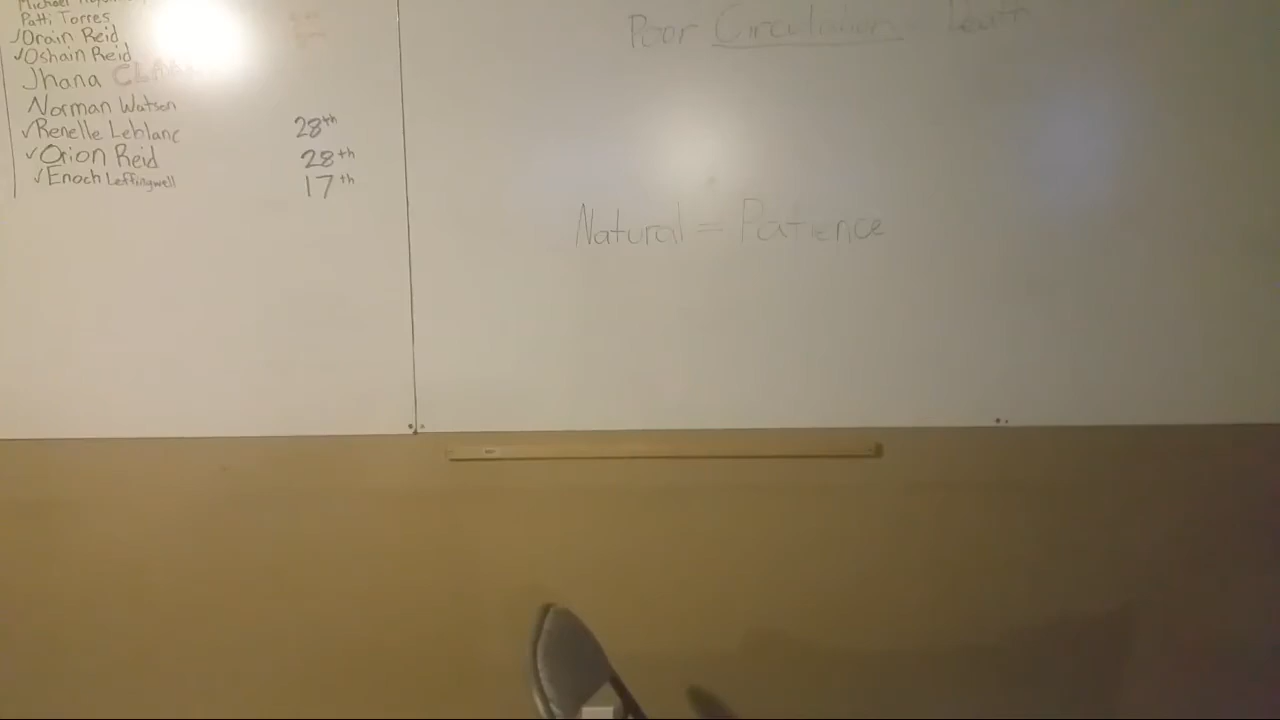 Michael
Patti Torres
✓Orain Reid
✓Oshain Reid
Jhana
Norman Watson
✓Renelle Leblanc 28th
✓Orion Reid 28th
✓Enoch Leffingwell 17th
Poor Circulation
Natural = Patience